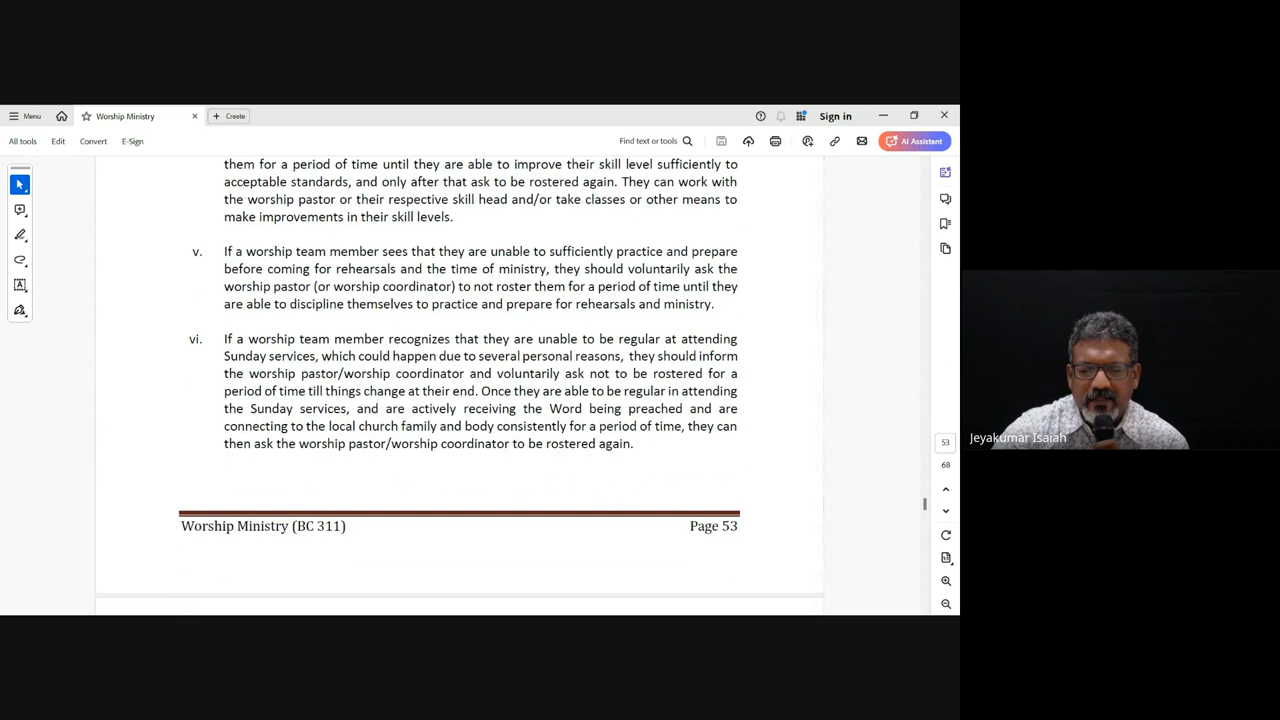 Menu
Worship Ministry
Create
Sign in
All tools
Edit
Convert
E-Sign
Find text or tools
AI Assistant
them for a period of time until they are able to improve their skill level sufficiently to
acceptable standards, and only after that ask to be rostered again. They can work with
the worship pastor or their respective skill head and/or take classes or other means to
make improvements in their skill levels.
v. If a worship team member sees that they are unable to sufficiently practice and prepare
before coming for rehearsals and the time of ministry, they should voluntarily ask the
worship pastor (or worship coordinator) to not roster them for a period of time until they
are able to discipline themselves to practice and prepare for rehearsals and ministry.
vi. If a worship team member recognizes that they are unable to be regular at attending
Sunday services, which could happen due to several personal reasons, they should inform
the worship pastor/worship coordinator and voluntarily ask not to be rostered for a
period of time till things change at their end. Once they are able to be regular in attending
the Sunday services, and are actively receiving the Word being preached and are
connecting to the local church family and body consistently for a period of time, they can
then ask the worship pastor/worship coordinator to be rostered again.
Worship Ministry (BC 311) Page 53
53
68
Jeyakumar Isaiah